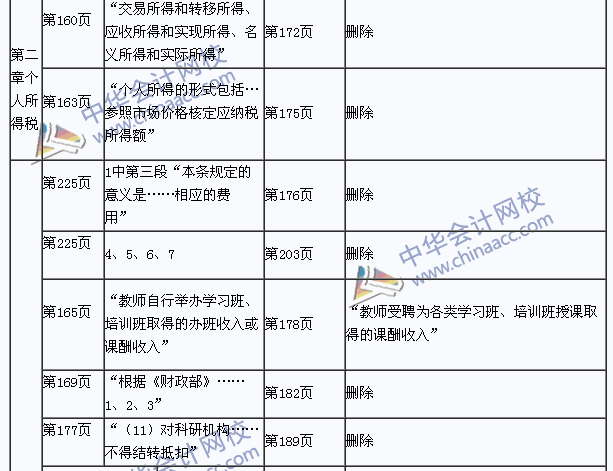 第二
章个
人所
得税
第160页
“交易所得和转移所得、
应收所得和实现所得、名
义所得和实际所得”
第172页
删除
第163页
“个人所得的形式包括…
参照市场价格核定应纳税
所得额”
第175页
删除
第225页
1中第三段“本条规定的
意义是……相应的费
用”
第176页
删除
第225页
4、5、6、7
第203页
删除
第165页
“教师自行举办学习班、
培训班取得的办班收入或
课酬收入”
第178页
“教师受聘为各类学习班、培训班授课取
得的课酬收入”
第169页
“根据《财政部》……
1、2、3”
第182页
删除
第177页
“（11）对科研机构……
不得结转抵扣”
第189页
删除
中华会计网校
www.chinaacc.com
中华会计网校
www.chinaacc.com